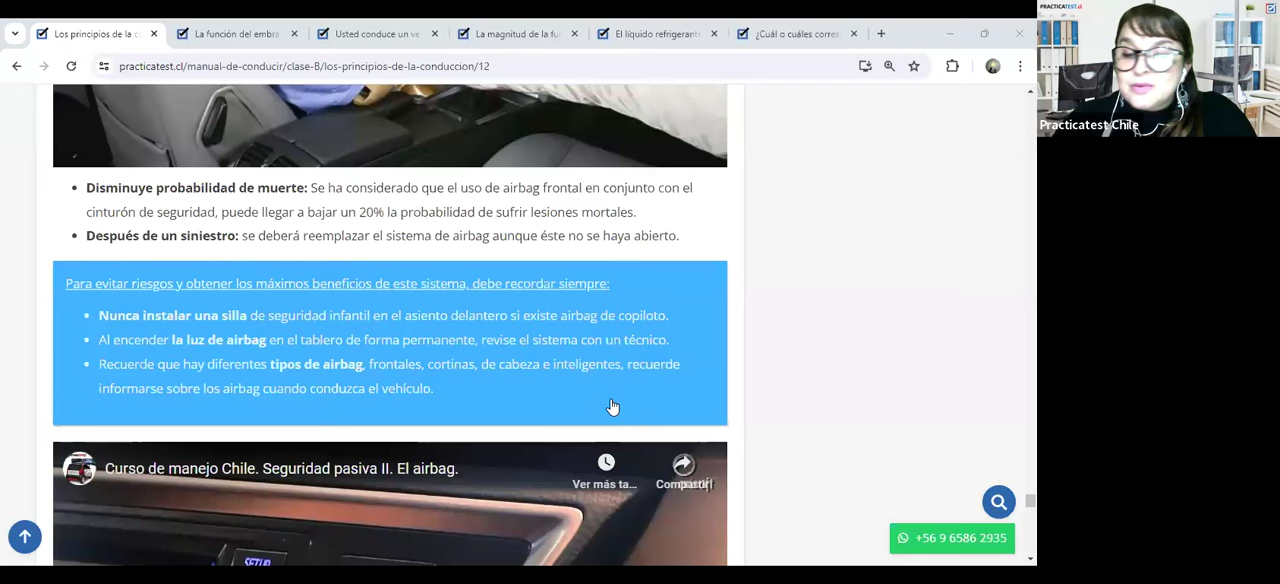 PRACTICATEST.cl
Los principios de la c
La función del embra
Usted conduce un ve
La magnitud de la fu
El líquido refrigerant
¿Cuál o cuáles corres
practicatest.cl/manual-de-conducir/clase-B/los-principios-de-la-conduccion/12
Practicatest Chile
• Disminuye probabilidad de muerte: Se ha considerado que el uso de airbag frontal en conjunto con el
cinturón de seguridad, puede llegar a bajar un 20% la probabilidad de sufrir lesiones mortales.
• Después de un siniestro: se deberá reemplazar el sistema de airbag aunque éste no se haya abierto.
Para evitar riesgos y obtener los máximos beneficios de este sistema, debe recordar siempre:
• Nunca instalar una silla de seguridad infantil en el asiento delantero si existe airbag de copiloto.
• Al encender la luz de airbag en el tablero de forma permanente, revise el sistema con un técnico.
• Recuerde que hay diferentes tipos de airbag, frontales, cortinas, de cabeza e inteligentes, recuerde
informarse sobre los airbag cuando conduzca el vehículo.
Curso de manejo Chile. Seguridad pasiva II. El airbag.
Ver más ta...
Compartir
+56 9 6586 2935
SETUP